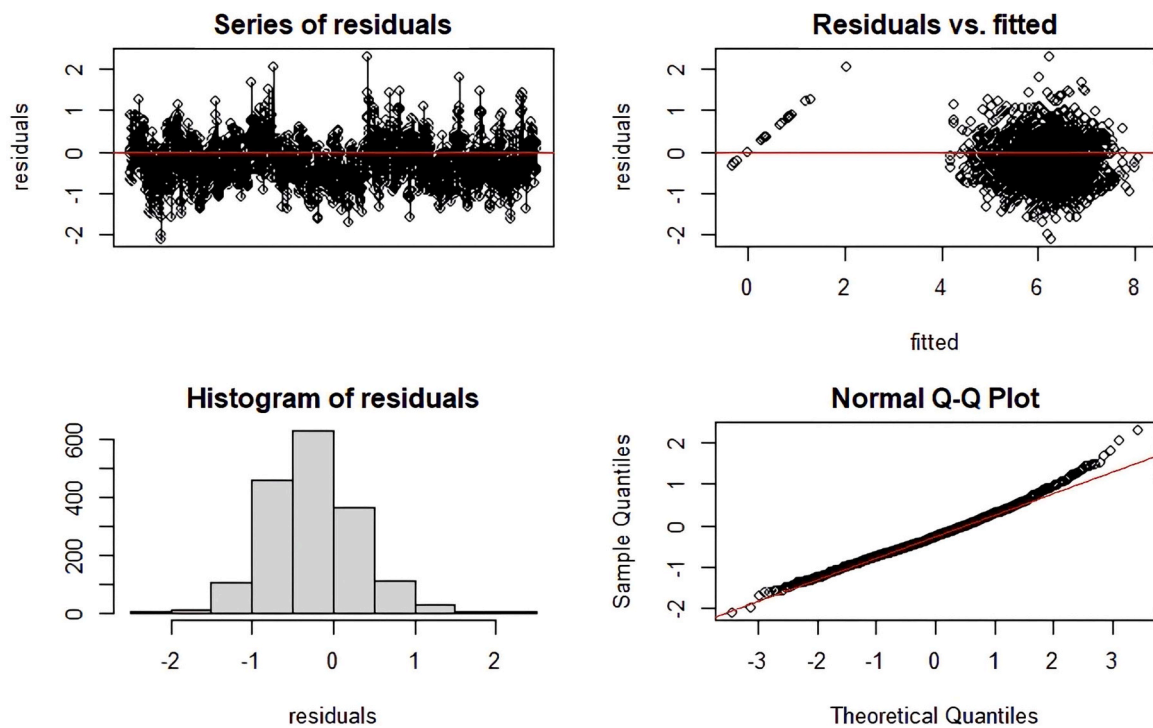 Series of residuals
residuals
2
1
0
-1
-2
Residuals vs. fitted
residuals
2
1
0
-1
-2
0 2 4 6 8
fitted
Histogram of residuals
600
400
200
0
-2 -1 0 1 2
residuals
Normal Q-Q Plot
Sample Quantiles
2
1
0
-1
-2
-3 -2 -1 0 1 2 3
Theoretical Quantiles